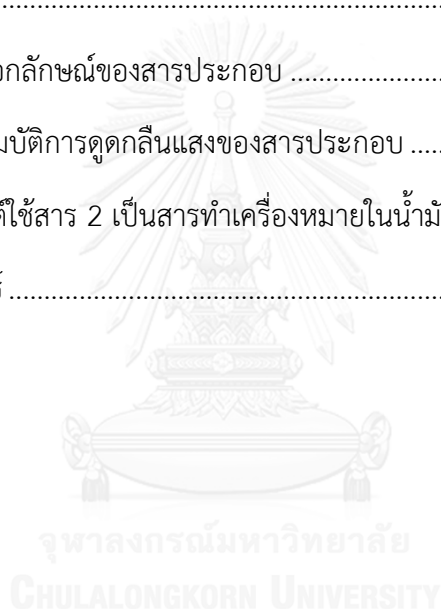 ................................................
อกลักษณ์ของสารประกอบ ......................
มบัติการดูดกลืนแสงของสารประกอบ .....
ใช้สาร 2 เป็นสารทำเครื่องหมายในน้ำมั
................................................
จุฬาลงกรณ์มหาวิทยาลัย
CHULALONGKORN UNIVERSITY